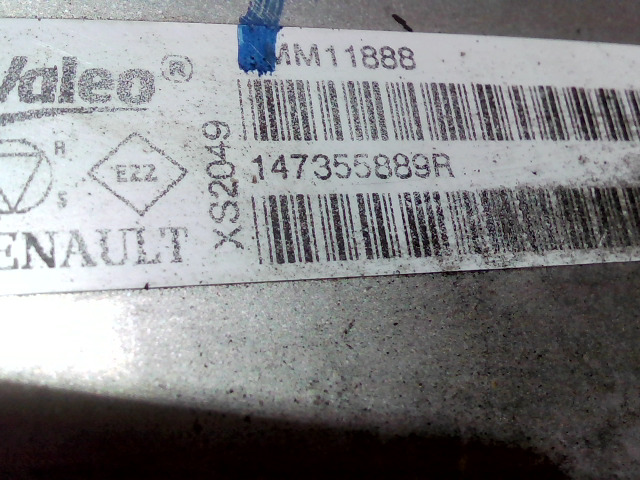 Valeo®
MM11888
XS2049
147355889R
H
S
EZZ
RENAULT